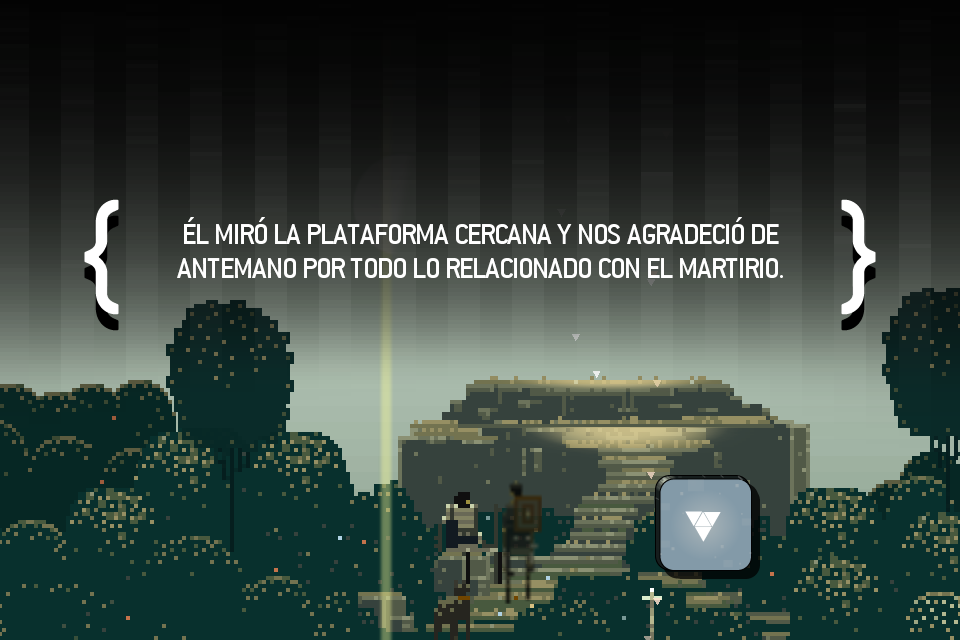 ÉL MIRÓ LA PLATAFORMA CERCANA Y NOS AGRADECIÓ DE
ANTEMANO POR TODO LO RELACIONADO CON EL MARTIRIO.